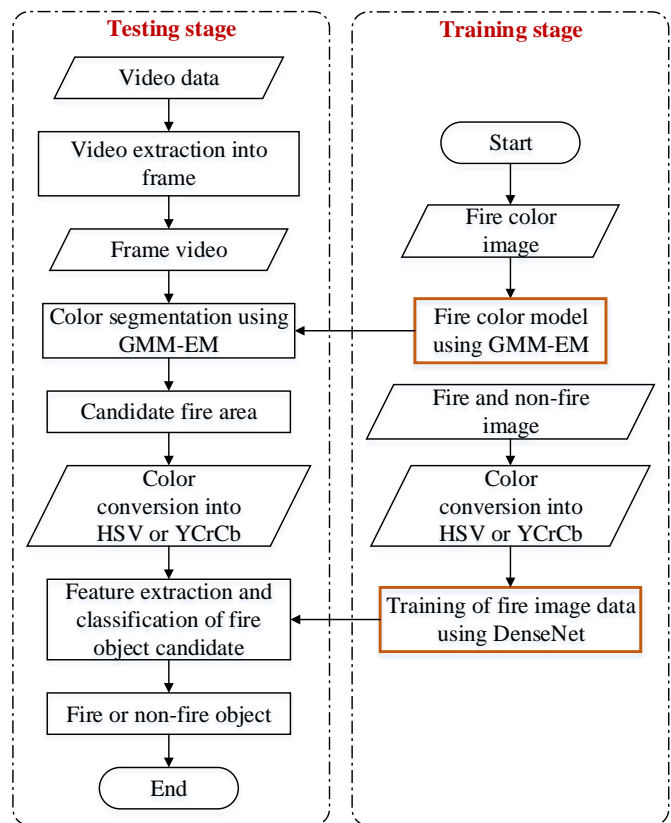 Testing stage
Video data
Video extraction into
frame
Frame video
Color segmentation using
GMM-EM
Candidate fire area
Color
conversion into
HSV or YCrCb
Feature extraction and
classification of fire
object candidate
Fire or non-fire object
End
Training stage
Start
Fire color
image
Fire color model
using GMM-EM
Fire and non-fire
image
Color
conversion into
HSV or YCrCb
Training of fire image data
using DenseNet